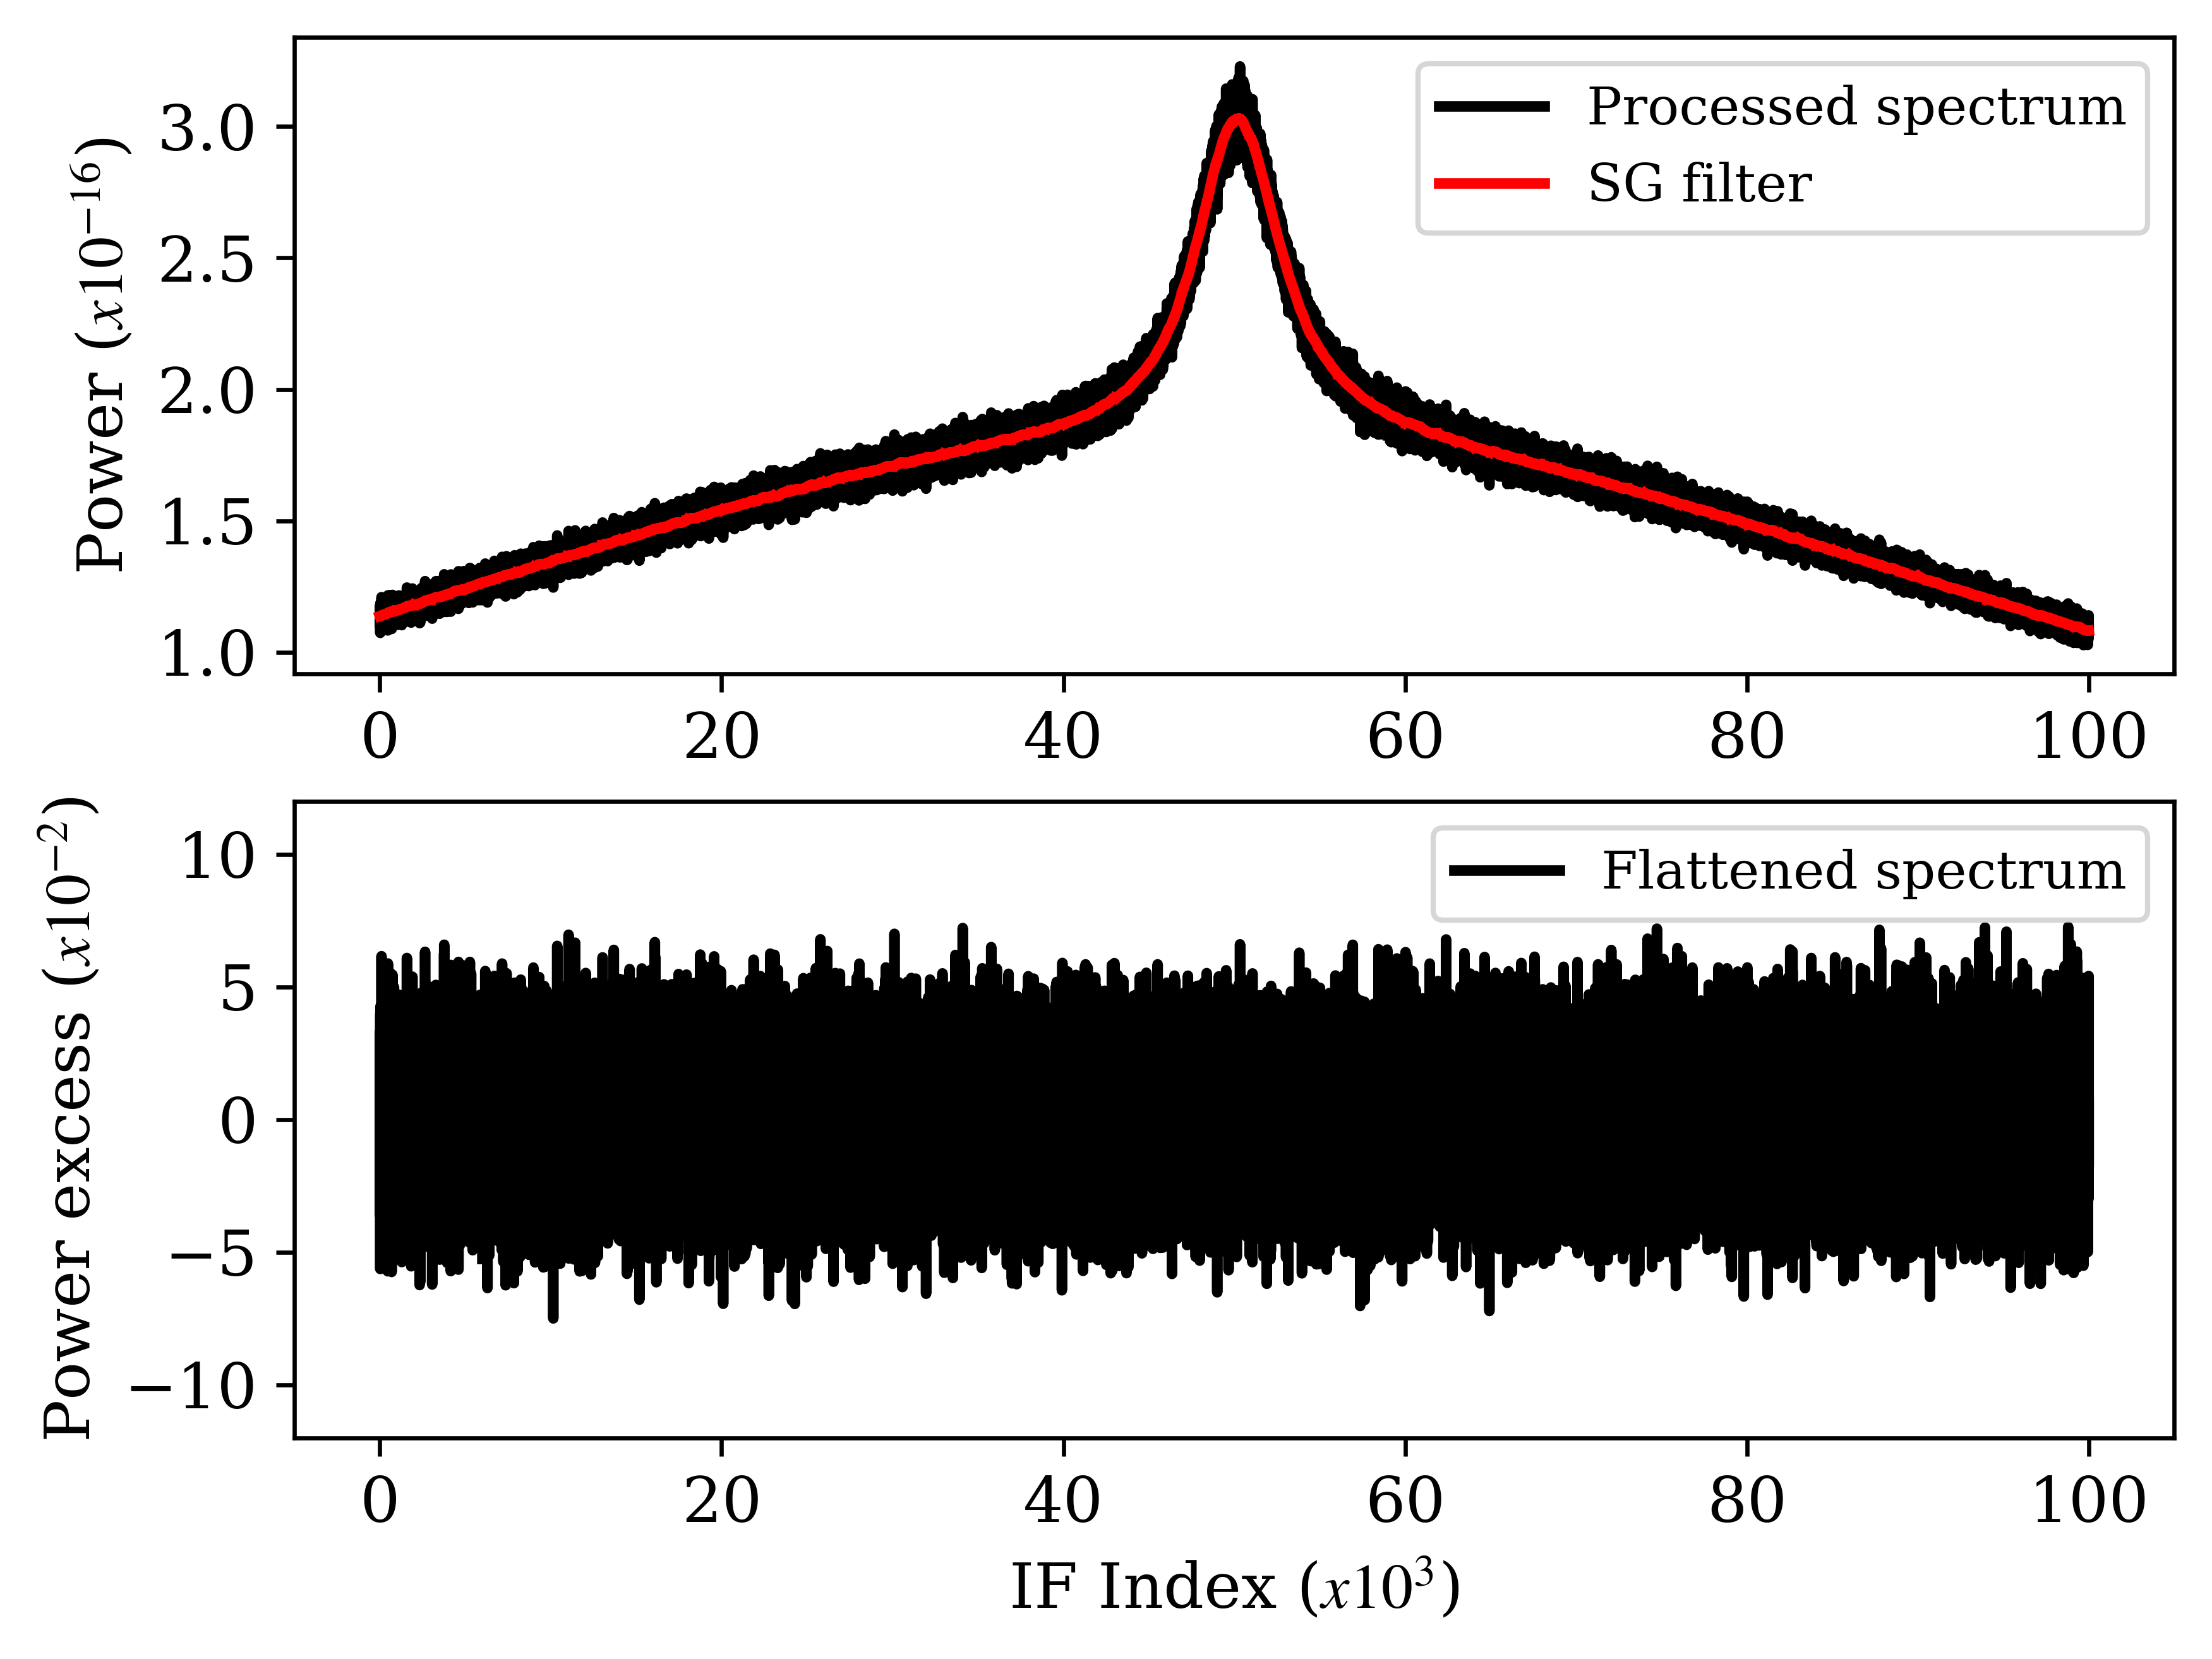 Power (x10⁻¹⁶)
3.0
2.5
2.0
1.5
1.0
Processed spectrum
SG filter
0 20 40 60 80 100
Power excess (x10⁻²)
10
5
0
−5
−10
Flattened spectrum
0 20 40 60 80 100
IF Index (x10³)